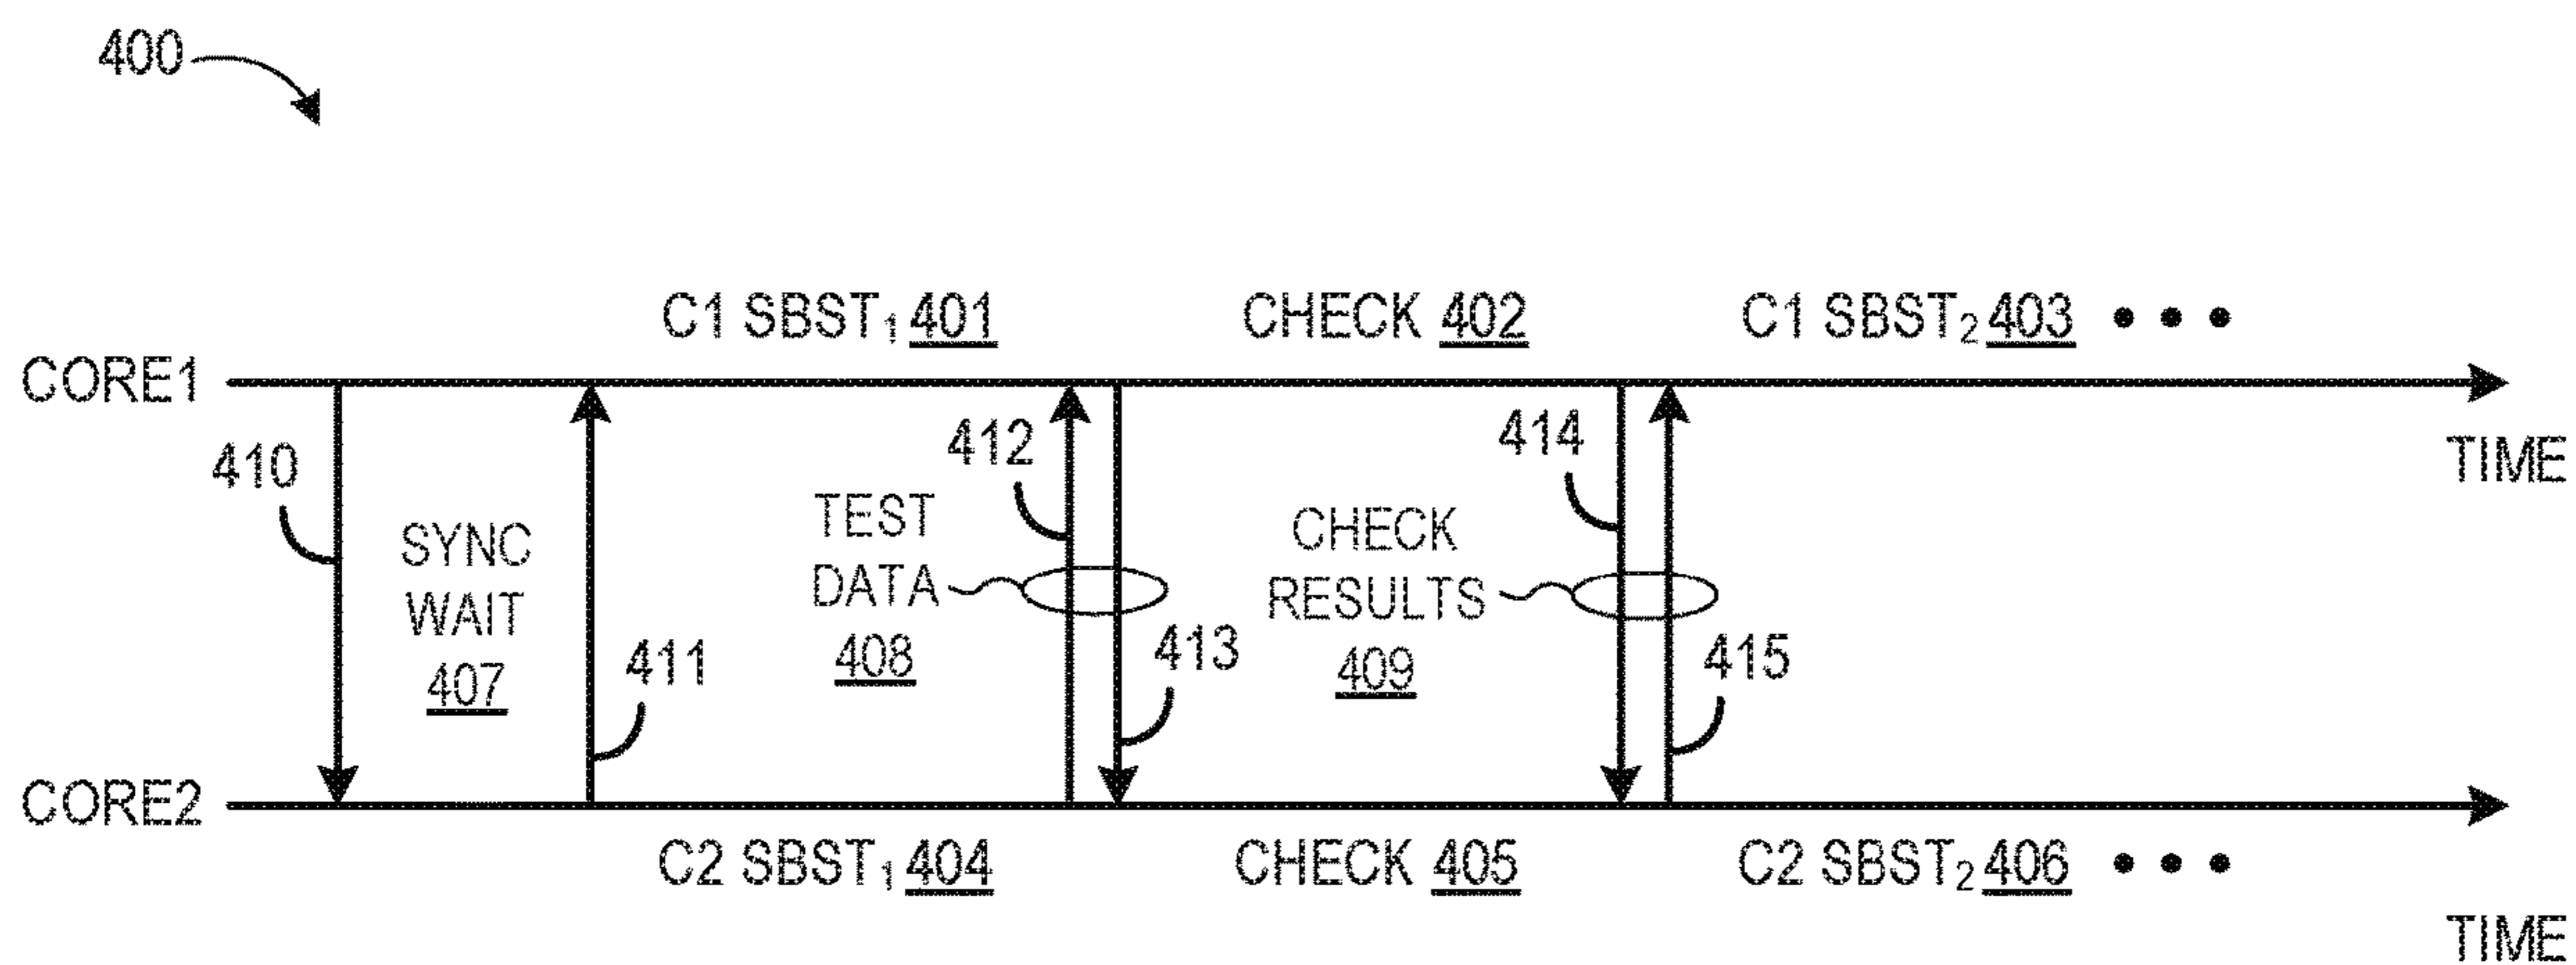 400
C1 SBST₁ 401 CHECK 402 C1 SBST₂ 403 • • •
CORE1
TIME
410
SYNC
WAIT
407
411
TEST
DATA
408
412
413
CHECK
RESULTS
409
414
415
CORE2
C2 SBST₁ 404 CHECK 405 C2 SBST₂ 406 • • •
TIME